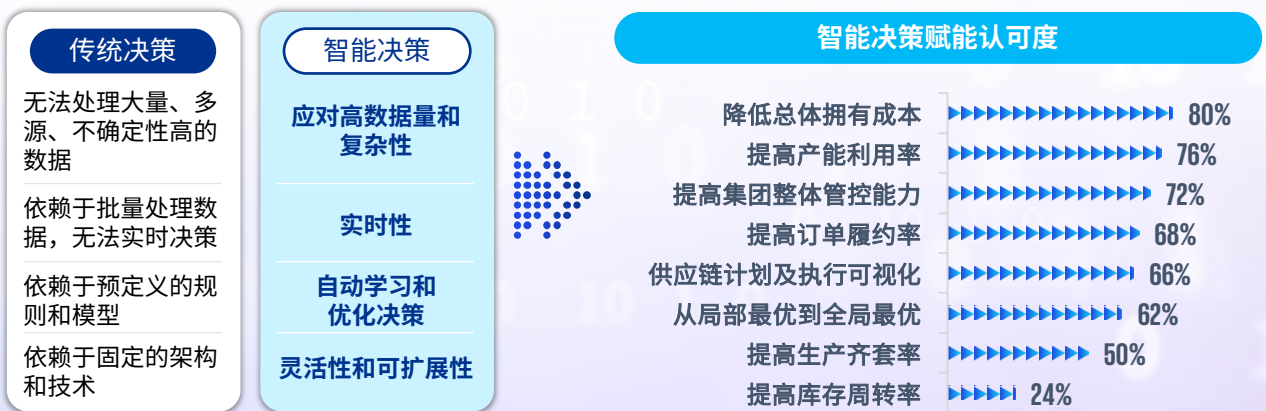 传统决策
无法处理大量、多
源、不确定性高的
数据
依赖于批量处理数
据，无法实时决策
依赖于预定义的规
则和模型
依赖于固定的架构
和技术
智能决策
应对高数据量和
复杂性
实时性
自动学习和
优化决策
灵活性和可扩展性
智能决策赋能认可度
降低总体拥有成本 80%
提高产能利用率 76%
提高集团整体管控能力 72%
提高订单履约率 68%
供应链计划及执行可视化 66%
从局部最优到全局最优 62%
提高生产齐套率 50%
提高库存周转率 24%